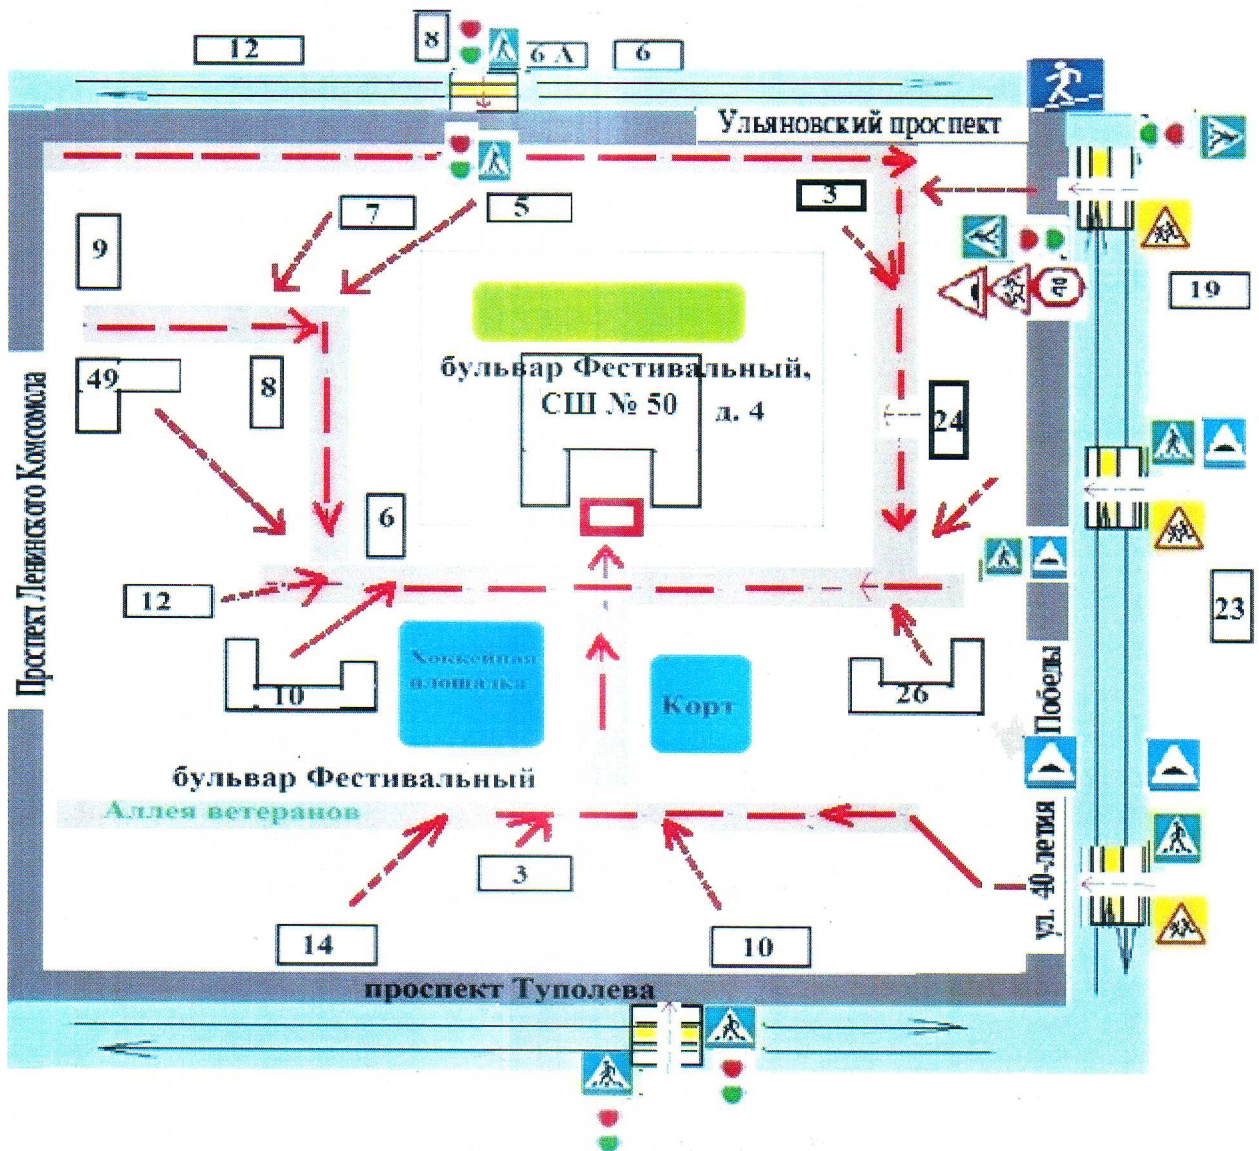 12
8
6 А
6
Ульяновский проспект
7
5
3
9
19
49
8
бульвар Фестивальный,
СШ № 50
д. 4
24
Проспект Ленинского Комсомола
6
12
23
Хоккейная
площадка
10
Корт
26
ул. 40-летия Победы
бульвар Фестивальный
Аллея ветеранов
3
14
10
проспект Туполева